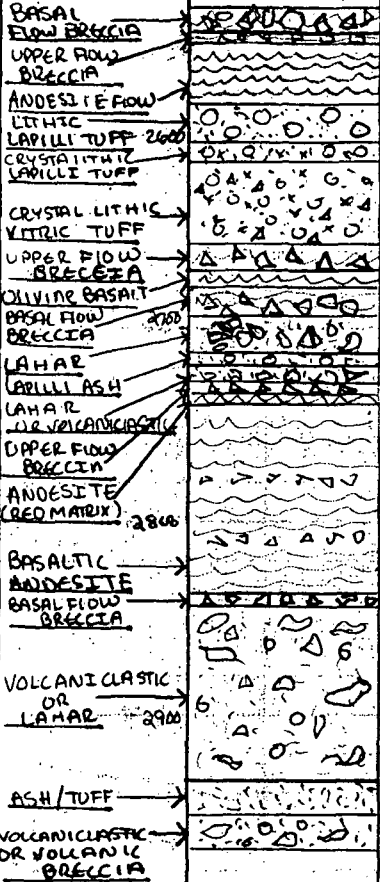 BASAL
FLOW BRECCIA
UPPER FLOW
BRECCIA
ANDESITE FLOW
LITHIC
LAPILLI TUFF 2600
CRYSTA LITHIC
LAPILLI TUFF
CRYSTAL LITHIC
VITRIC TUFF
UPPER FLOW
BRECCIA
OLIVINE BASALT
BASAL FLOW
BRECCIA 2700
LAHAR
LAPILLI ASH
LAHAR
OR VOLCANICLASTIC
UPPER FLOW
BRECCIA
ANDESITE
(RED MATRIX) 2800
BASALTIC
ANDESITE
BASAL FLOW
BRECCIA
VOLCANICLASTIC
OR
LAHAR 2900
ASH/TUFF
VOLCANICLASTIC
OR VOLCANIC
BRECCIA